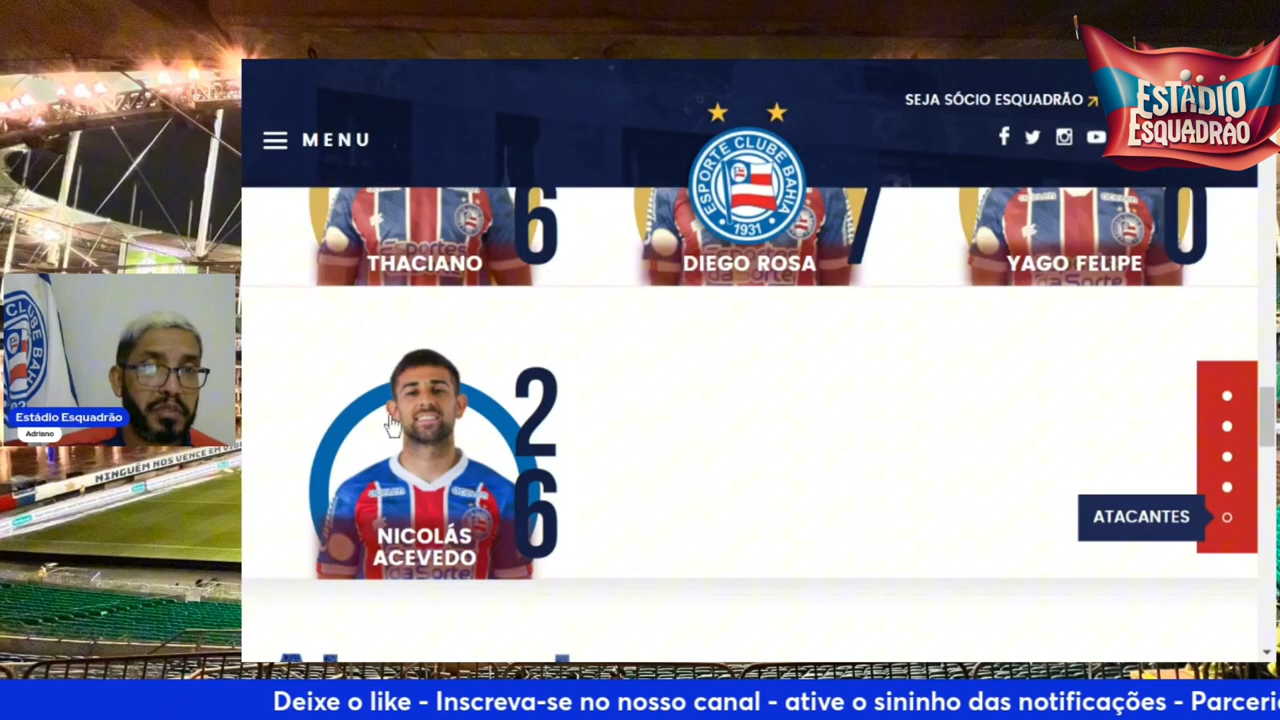 SEJA SÓCIO ESQUADRÃO
ESTÁDIO
ESQUADRÃO
MENU
ESPORTE CLUBE BAHIA
1931
6
7
0
THACIANO
DIEGO ROSA
YAGO FELIPE
CLUBE BAHIA
2
6
NICOLÁS
ACEVEDO
ATACANTES
Estádio Esquadrão
Adriano
NINGUÉM NOS VENCE EM
Deixe o like - Inscreva-se no nosso canal - ative o sininho das notificações - Parceri